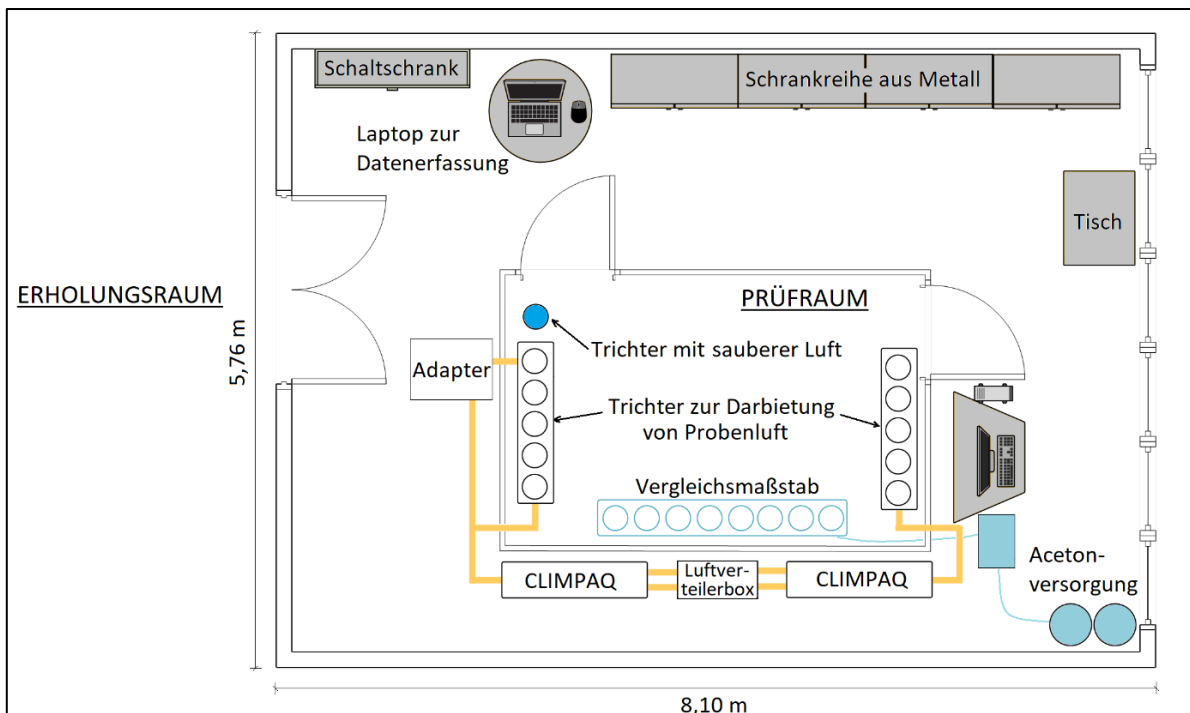 Schaltschrank
Schrankreihe aus Metall
Laptop zur
Datenerfassung
Tisch
ERHOLUNGSRAUM
PRÜFRAUM
5,76 m
Trichter mit sauberer Luft
Adapter
Trichter zur Darbietung
von Probenluft
Vergleichsmaßstab
CLIMPAQ
Luftver-
teilerbox
CLIMPAQ
Aceton-
versorgung
8,10 m